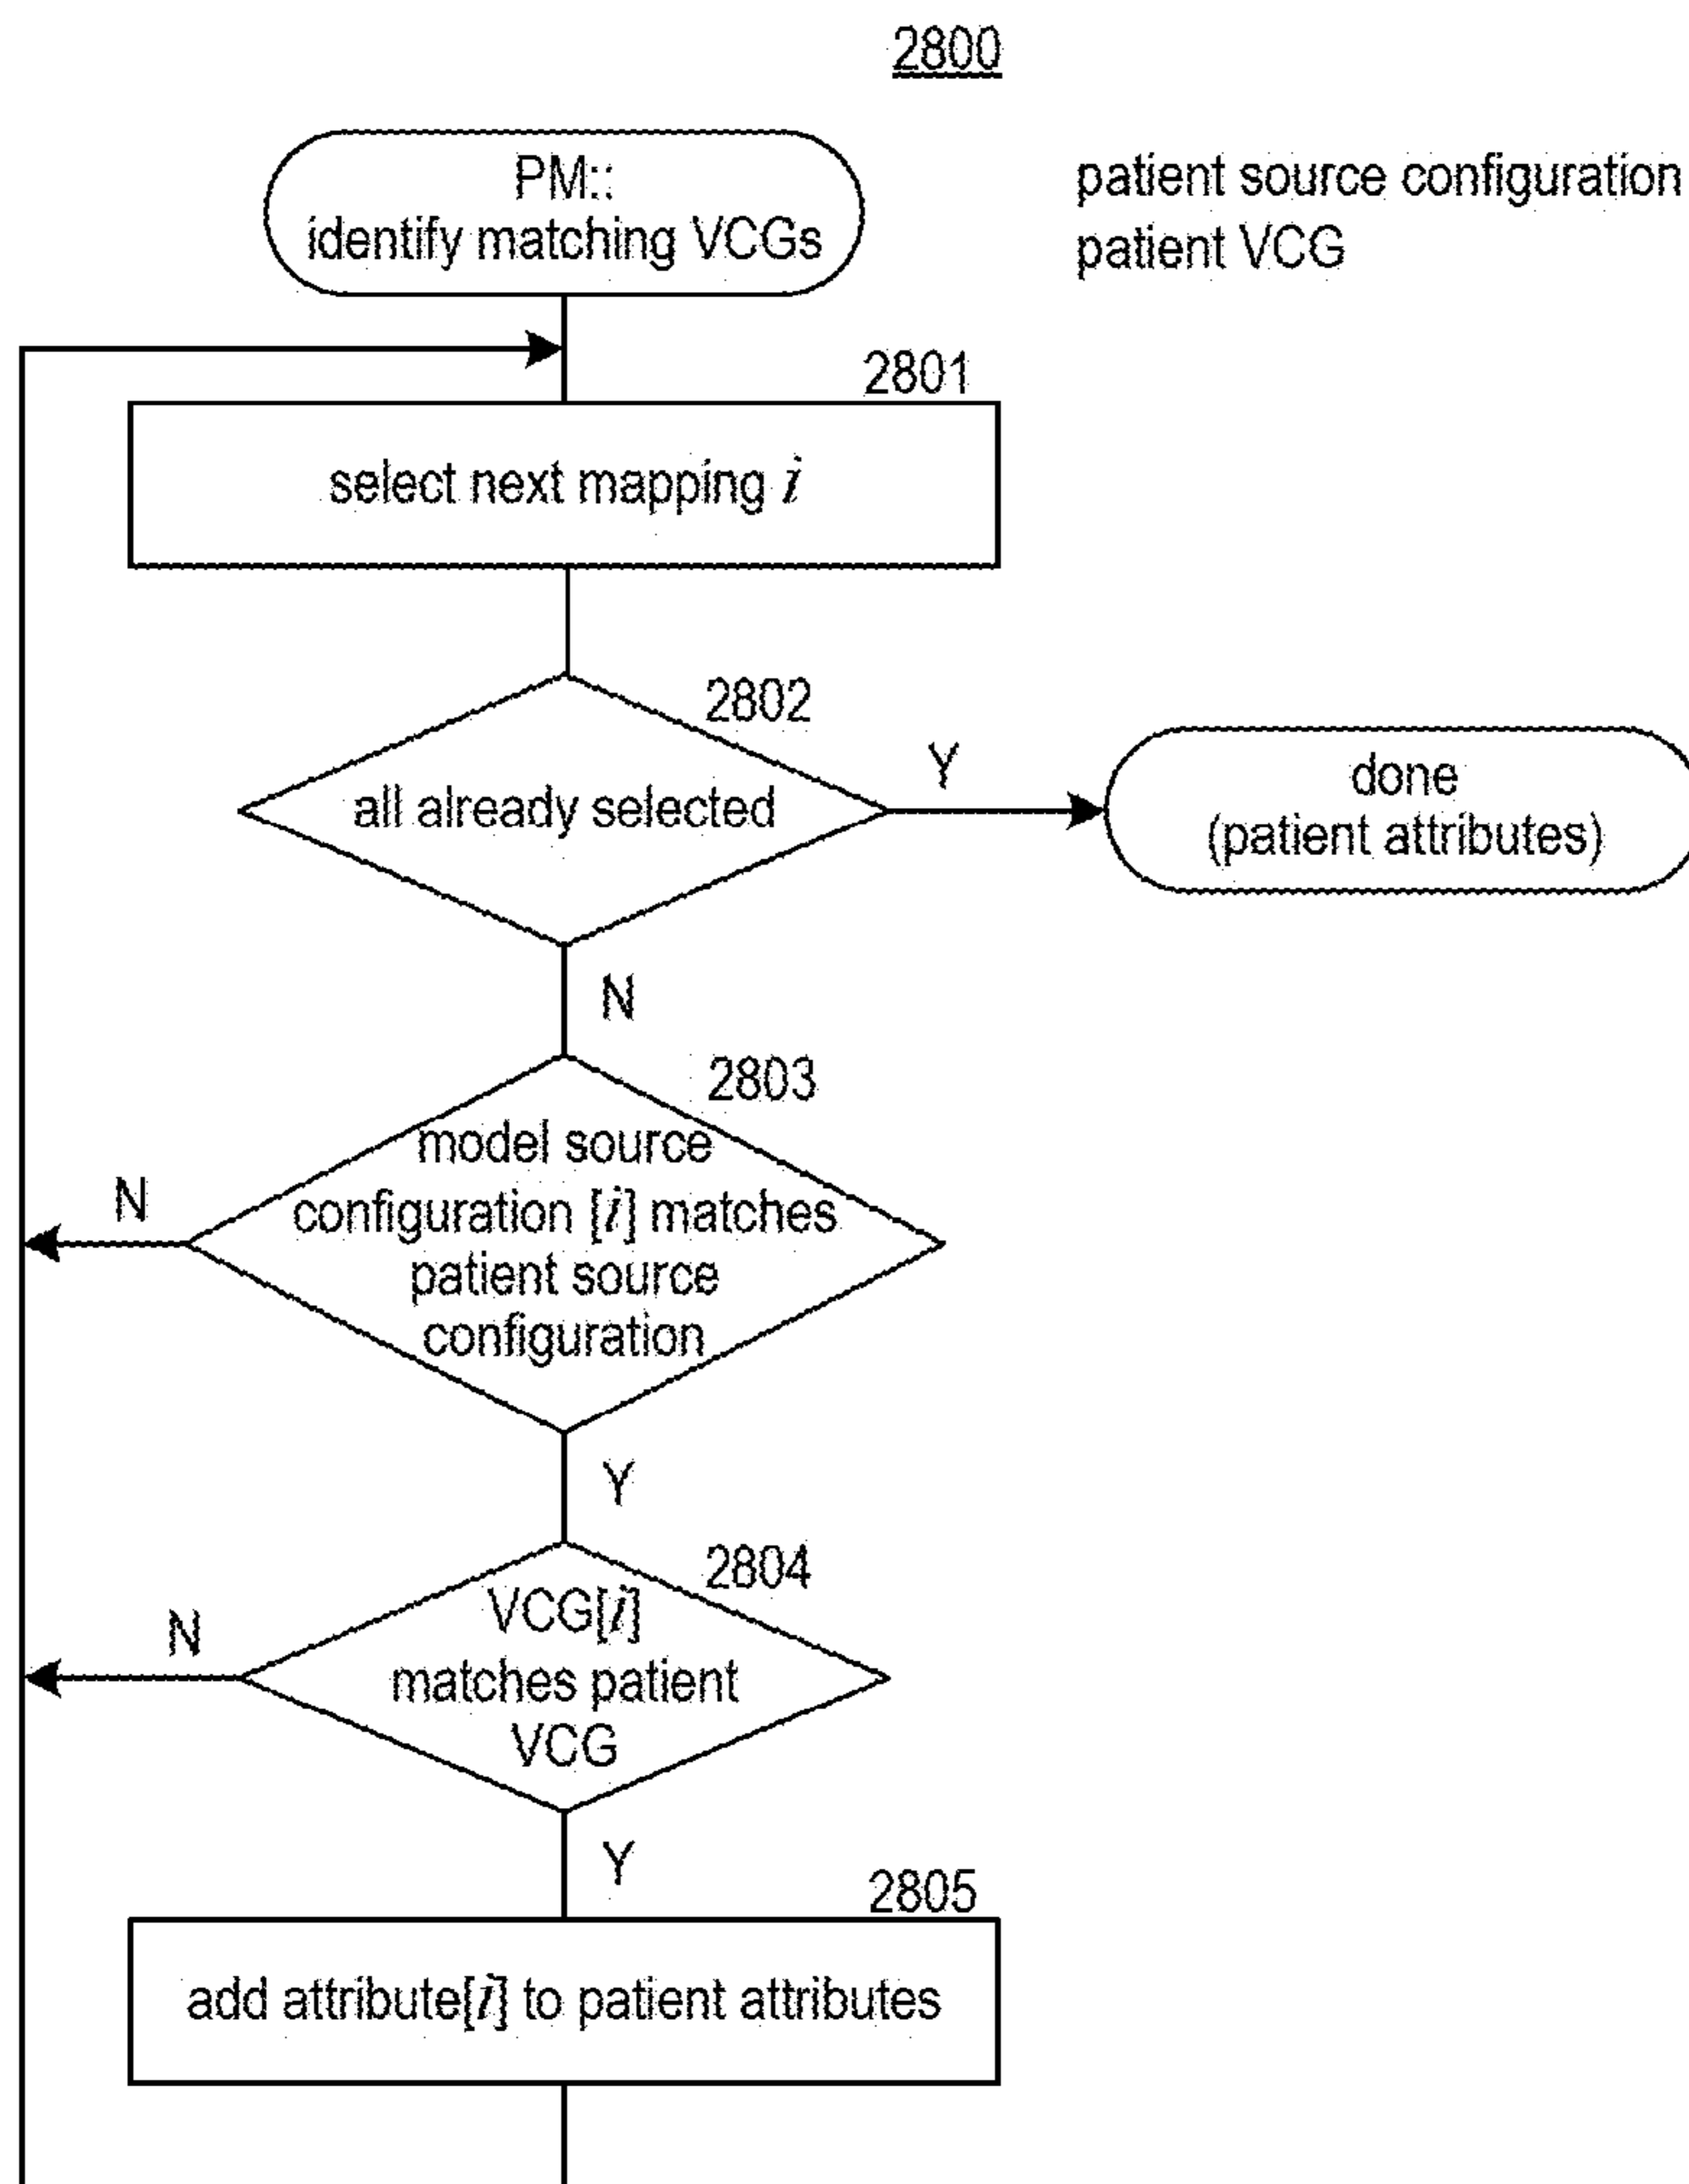 2800
PM::
identify matching VCGs
patient source configuration
patient VCG
2801
select next mapping i
2802
all already selected
Y
done
(patient attributes)
N
2803
model source
configuration [i] matches
patient source
configuration
N
Y
2804
VCG[i]
matches patient
VCG
N
Y
2805
add attribute[i] to patient attributes